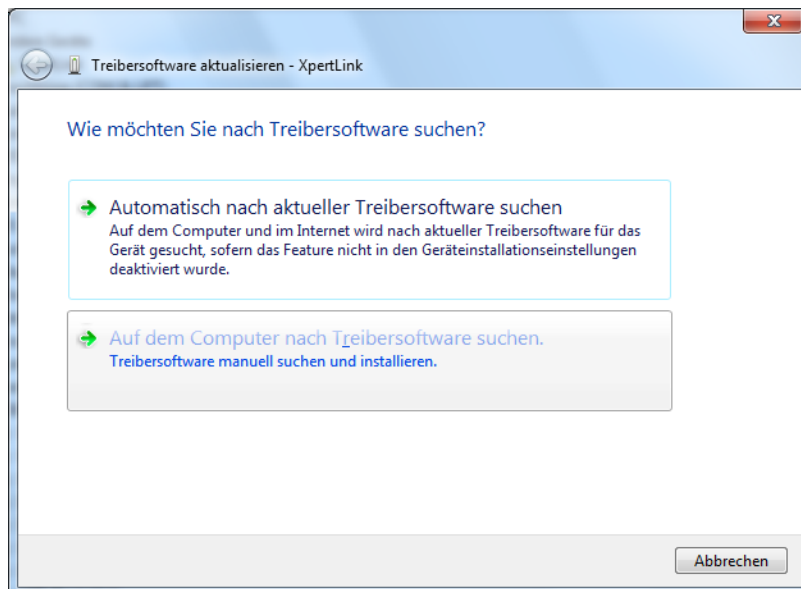 Treibersoftware aktualisieren - XpertLink
Wie möchten Sie nach Treibersoftware suchen?
Automatisch nach aktueller Treibersoftware suchen
Auf dem Computer und im Internet wird nach aktueller Treibersoftware für das
Gerät gesucht, sofern das Feature nicht in den Geräteinstallationseinstellungen
deaktiviert wurde.
Auf dem Computer nach Treibersoftware suchen.
Treibersoftware manuell suchen und installieren.
Abbrechen